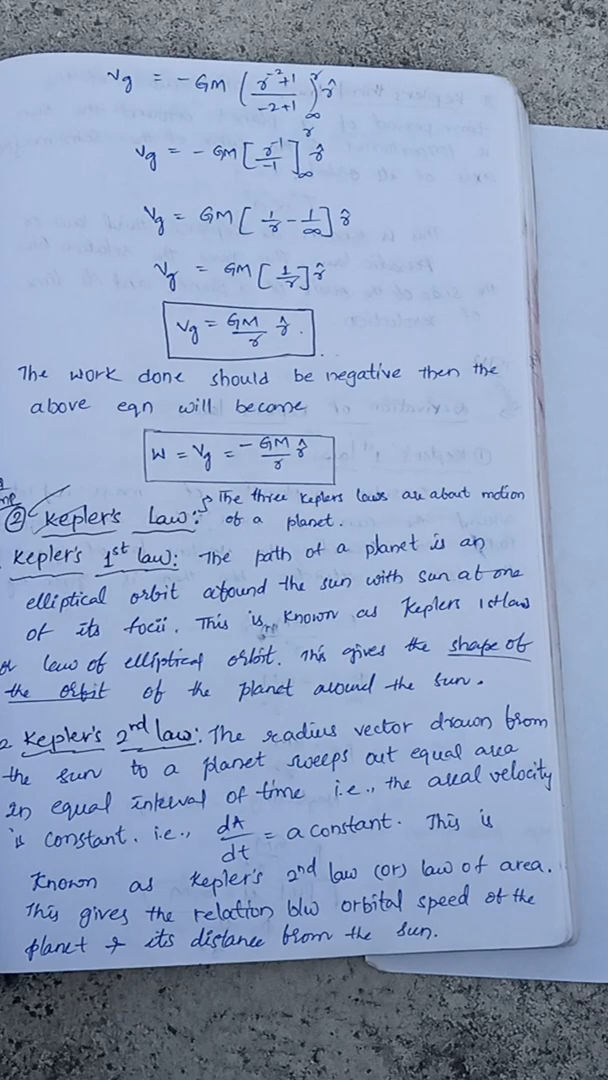 Vg = -GM ( r⁻²⁺¹ / -2+1 )∞^r r̂
Vg = -GM [ r⁻¹ / -1 ]∞^r r̂
Vg = GM [ 1/r - 1/∞ ] r̂
Vg = GM [ 1/r ] r̂
Vg = GM/r r̂.
The work done should be negative then the
above eqn will become
W = Vg = -GM/r r̂
→ The three Keplers laws are about motion
② Kepler's Law: of a planet.
Kepler's 1st law: The path of a planet is an
elliptical orbit around the sun with sun at one
of its focii. This is known as Keplers 1st law
or law of elliptical orbit. This gives the shape of
the orbit of the planet around the sun.
2 Kepler's 2nd law: The radius vector drawn from
the sun to a planet sweeps out equal area
in equal interval of time i.e., the areal velocity
is constant. i.e., dA/dt = a constant. This is
known as Kepler's 2nd law (or) law of area.
This gives the relation b/w orbital speed of the
planet & its distance from the sun.